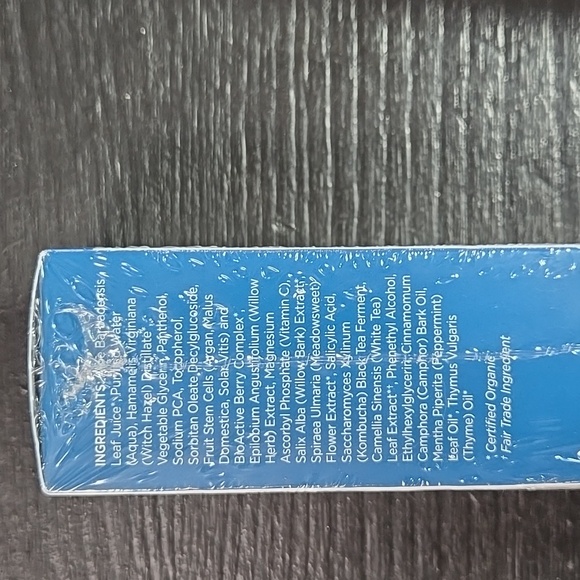 INGREDIENTS: Aloe Barbadensis
Leaf Juice*, Purified Water
(Aqua), Hamamelis Virginiana
(Witch Hazel) Distillate*,
Vegetable Glycerin, Panthenol,
Sodium PCA, Tocopherol,
Sorbitan Oleate Decylglucoside,
Fruit Stem Cells (Argan, Malus
Domestica, Solar Vitis) and
BioActive Berry Complex*,
Epilobium Angustifolium (Willow
Herb) Extract, Magnesium
Ascorbyl Phosphate (Vitamin C),
Salix Alba (Willow Bark) Extract*,
Spiraea Ulmaria (Meadowsweet)
Flower Extract*, Salicylic Acid,
Saccharomyces Xylinum
(Kombucha) Black Tea Ferment,
Camellia Sinensis (White Tea)
Leaf Extract*†, Phenethyl Alcohol,
Ethylhexylglycerin, Cinnamomum
Camphora (Camphor) Bark Oil,
Mentha Piperita (Peppermint)
Leaf Oil*, Thymus Vulgaris
(Thyme) Oil*
*Certified Organic
†Fair Trade Ingredient